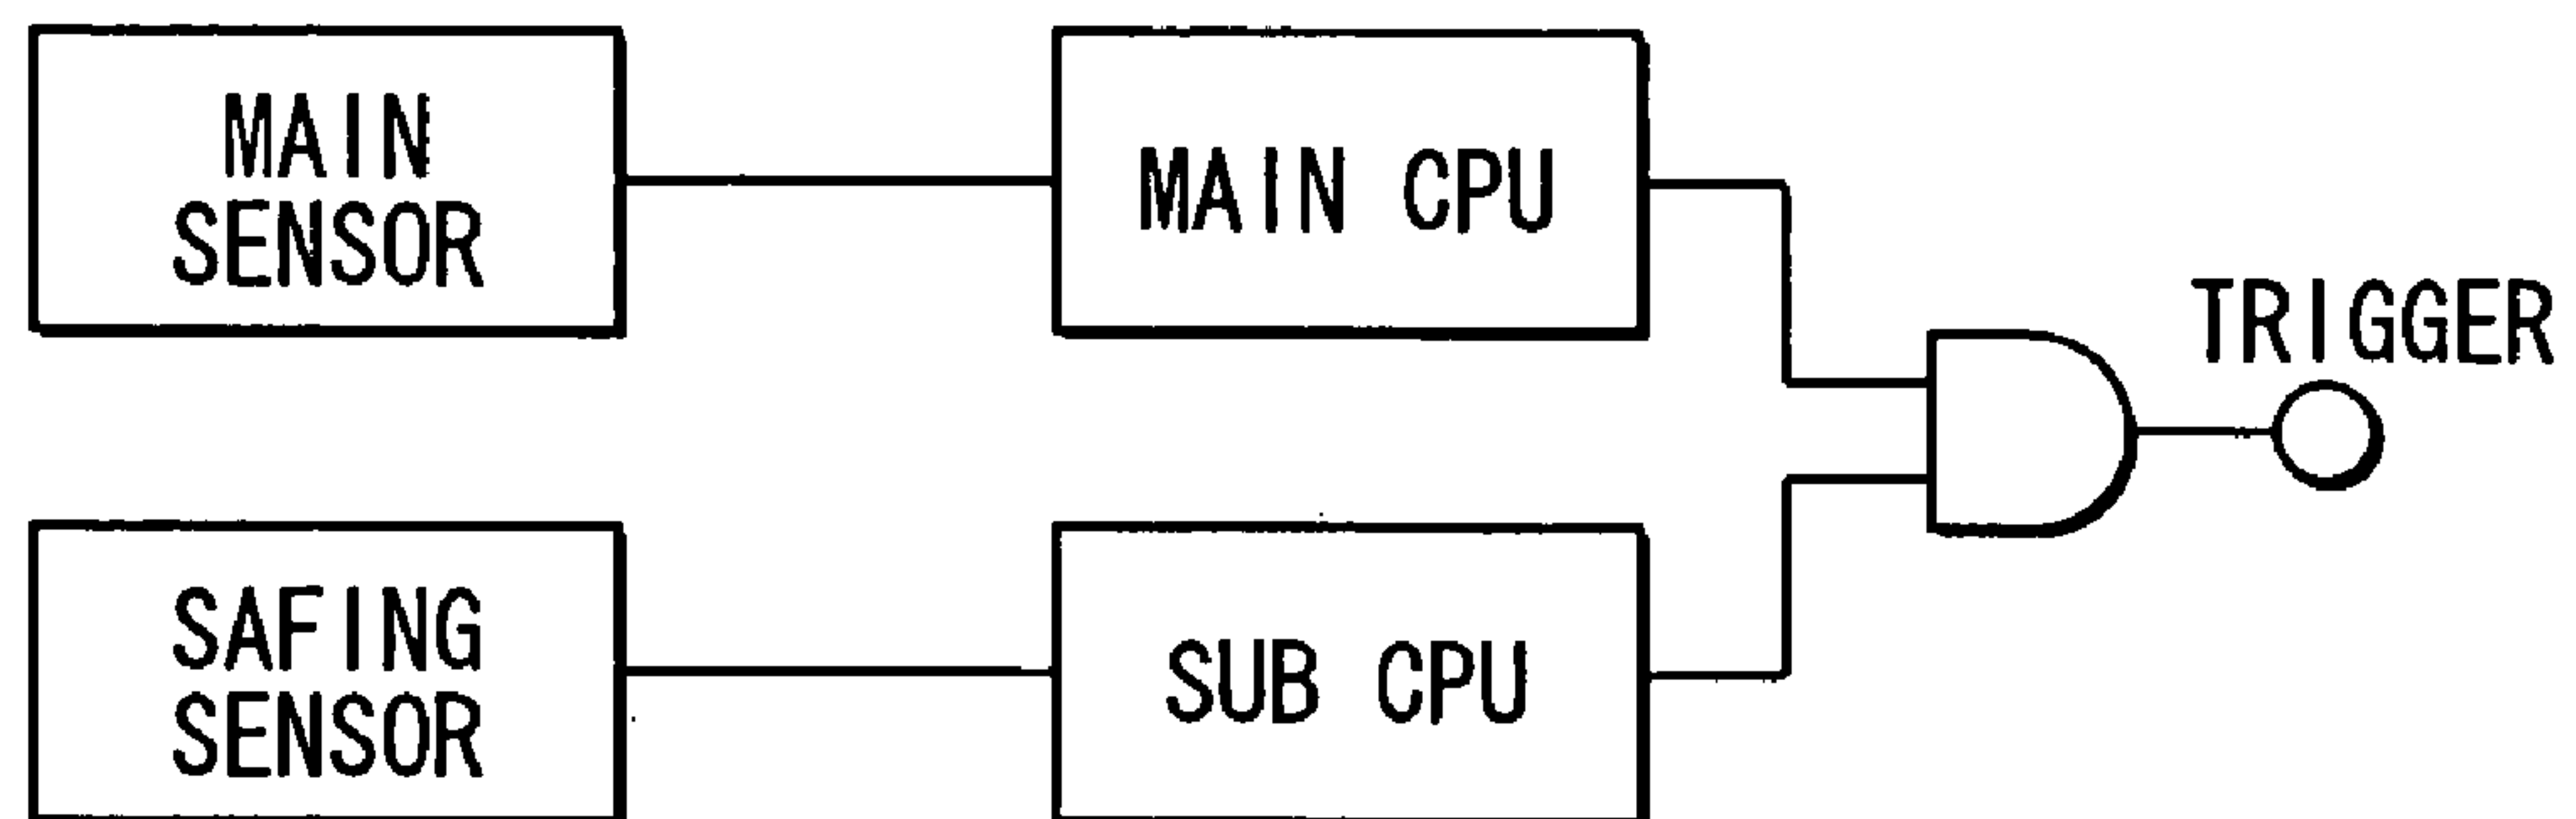 MAIN
SENSOR
MAIN CPU
TRIGGER
SAFING
SENSOR
SUB CPU